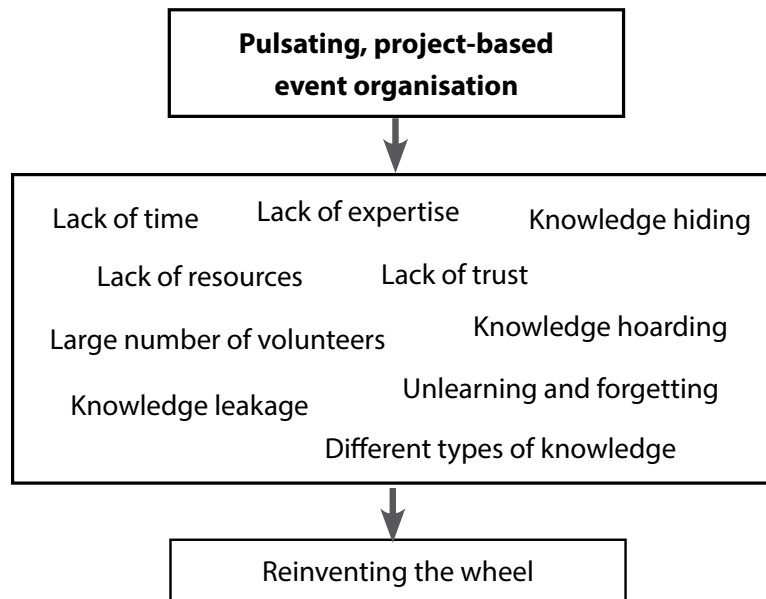 Pulsating, project-based
event organisation
Lack of time
Lack of expertise
Knowledge hiding
Lack of resources
Lack of trust
Large number of volunteers
Knowledge hoarding
Knowledge leakage
Unlearning and forgetting
Different types of knowledge
Reinventing the wheel